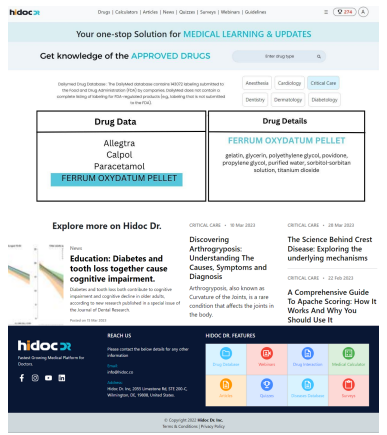 hidoc Dr
Drugs | Calculators | Articles | News | Quizzes | Surveys | Webinars | Guidelines
274
A
Your one-stop Solution for MEDICAL LEARNING & UPDATES
Get knowledge of the APPROVED DRUGS
Enter drug type
DailyMed Drug Database: The DailyMed database contains 140172 labeling submitted to
the Food and Drug Administration (FDA) by companies. DailyMed does not contain a
complete listing of labeling for FDA-regulated products (e.g., labeling that is not submitted
to the FDA).
Anesthesia
Cardiology
Critical Care
Dentistry
Dermatology
Diabetology
Drug Data
Allegra
Calpol
Paracetamol
FERRUM OXYDATUM PELLET
Drug Details
FERRUM OXYDATUM PELLET
gelatin, glycerin, polyethylene glycol, povidone,
propylene glycol, purified water, sorbitol-sorbitan
solution, titanium dioxide
Explore more on Hidoc Dr.
News
Education: Diabetes and
tooth loss together cause
cognitive impairment.
Diabetes and tooth loss both contribute to cognitive
impairment and cognitive decline in older adults,
according to new research published in a special issue of
the Journal of Dental Research.
Posted on 15 Mar 2023
CRITICAL CARE • 10 Mar 2023
Discovering
Arthrogryposis:
Understanding The
Causes, Symptoms and
Diagnosis
Arthrogryposis, also known as
Curvature of the Joints, is a rare
condition that affects the joints in
the body.
CRITICAL CARE • 28 Mar 2023
The Science Behind Crest
Disease: Exploring the
underlying mechanisms
CRITICAL CARE • 22 Feb 2023
A Comprehensive Guide
To Apache Scoring: How It
Works And Why You
Should Use It
hidoc Dr
Fastest Growing Medical Platform for
Doctors.
REACH US
Please contact the below details for any other
information
Email:
info@hidoc.co
Address:
Hidoc Dr. Inc, 2055 Limestone Rd, STE 200-C,
Wilmington, DE, 19808, United States.
HIDOC DR. FEATURES
Drug Database
Webinars
Drug Interaction
Medical Calculator
Articles
Quizzes
Diseases Database
Surveys
© Copyright 2022 Hidoc Dr. Inc.
Terms & Conditions | Privacy Policy